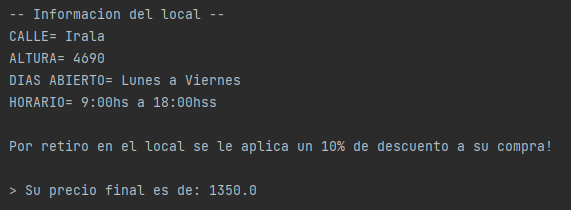 -- Informacion del local --
CALLE= Irala
ALTURA= 4690
DIAS ABIERTO= Lunes a Viernes
HORARIO= 9:00hs a 18:00hss
Por retiro en el local se le aplica un 10% de descuento a su compra!
> Su precio final es de: 1350.0